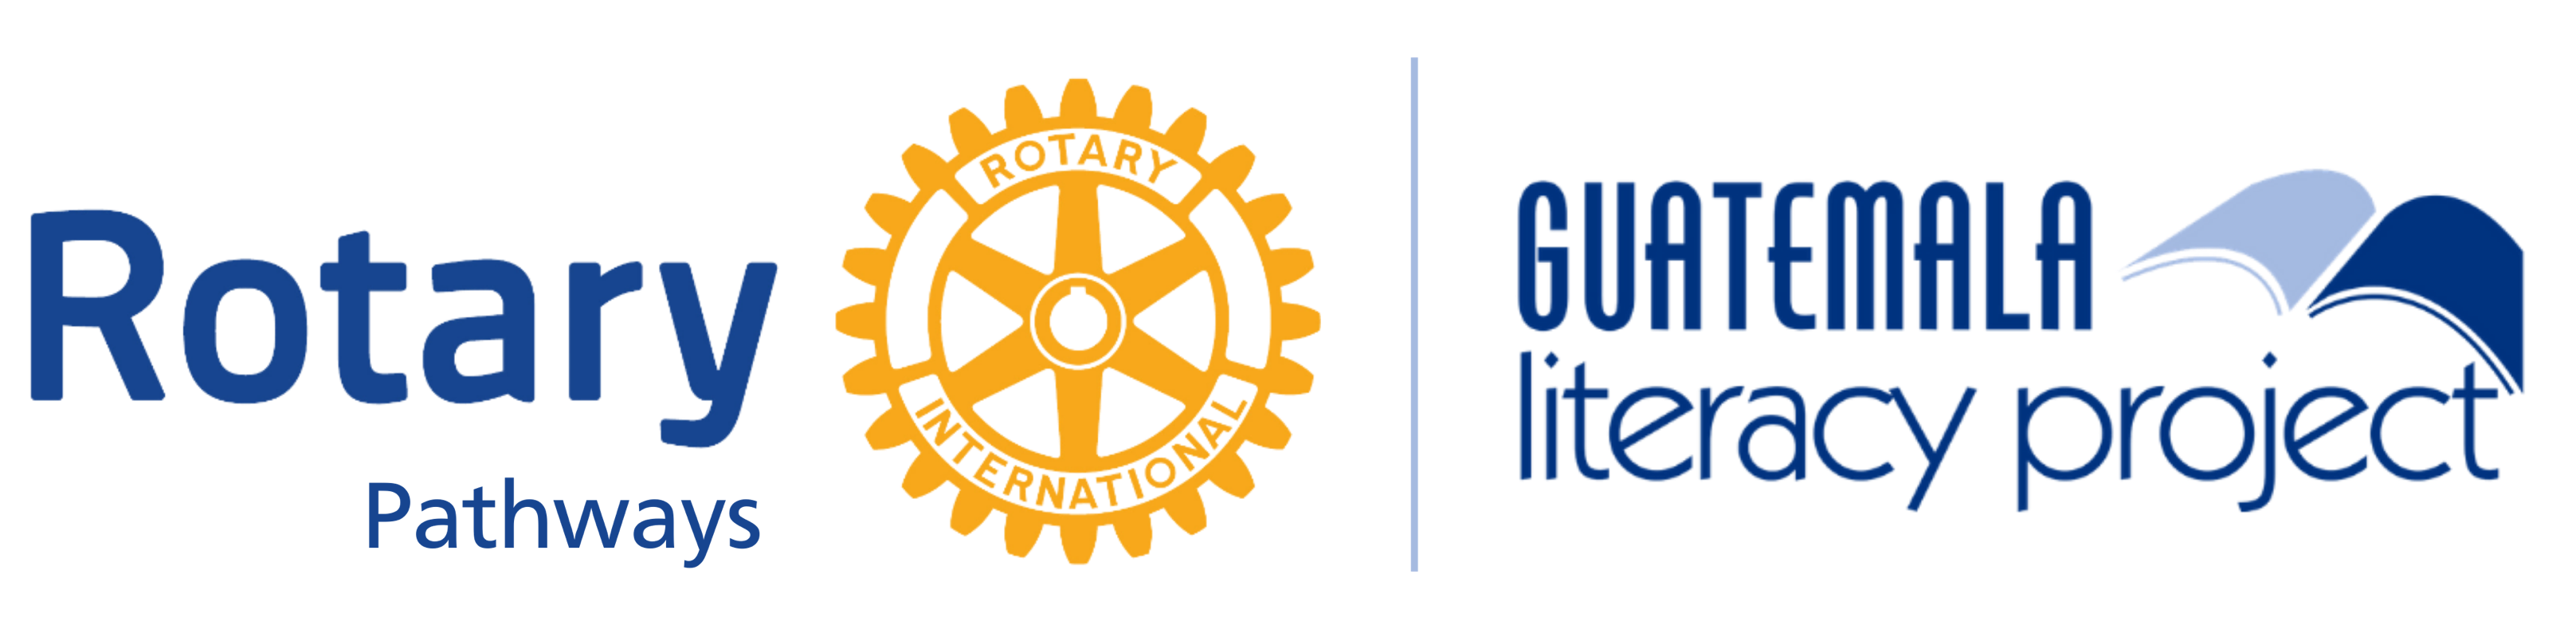 Rotary
Pathways
ROTARY
INTERNATIONAL
GUATEMALA
literacy project